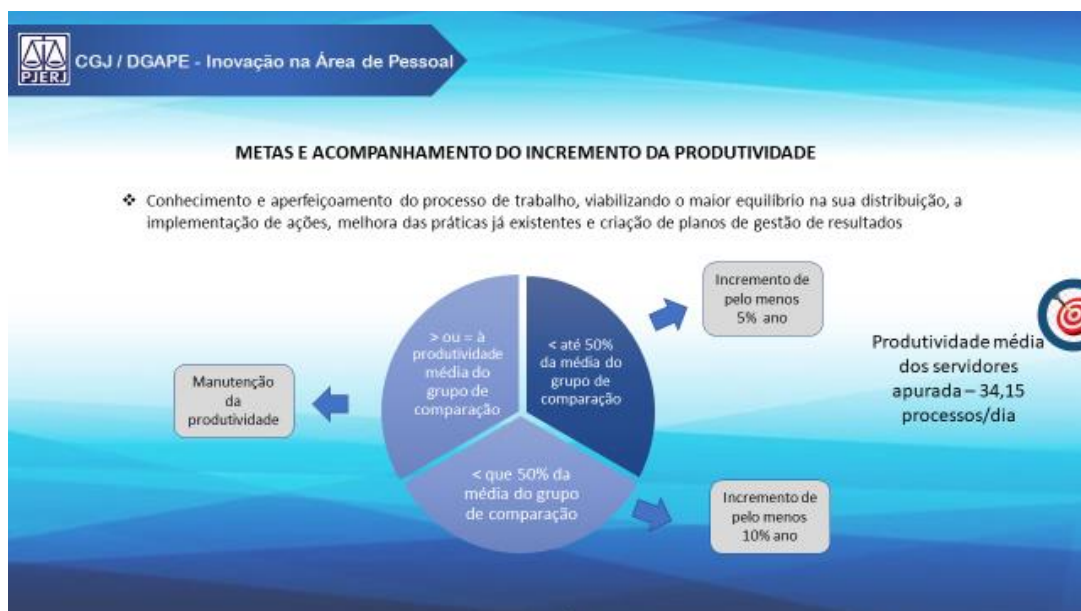 PJERJ
CGJ / DGAPE - Inovação na Área de Pessoal
METAS E ACOMPANHAMENTO DO INCREMENTO DA PRODUTIVIDADE
❖ Conhecimento e aperfeiçoamento do processo de trabalho, viabilizando o maior equilíbrio na sua distribuição, a
implementação de ações, melhora das práticas já existentes e criação de planos de gestão de resultados
> ou = à
produtividade
média do
grupo de
comparação
< até 50%
da média do
grupo de
comparação
< que 50% da
média do grupo
de comparação
Manutenção
da
produtividade
Incremento de
pelo menos
5% ano
Incremento de
pelo menos
10% ano
Produtividade média
dos servidores
apurada – 34,15
processos/dia